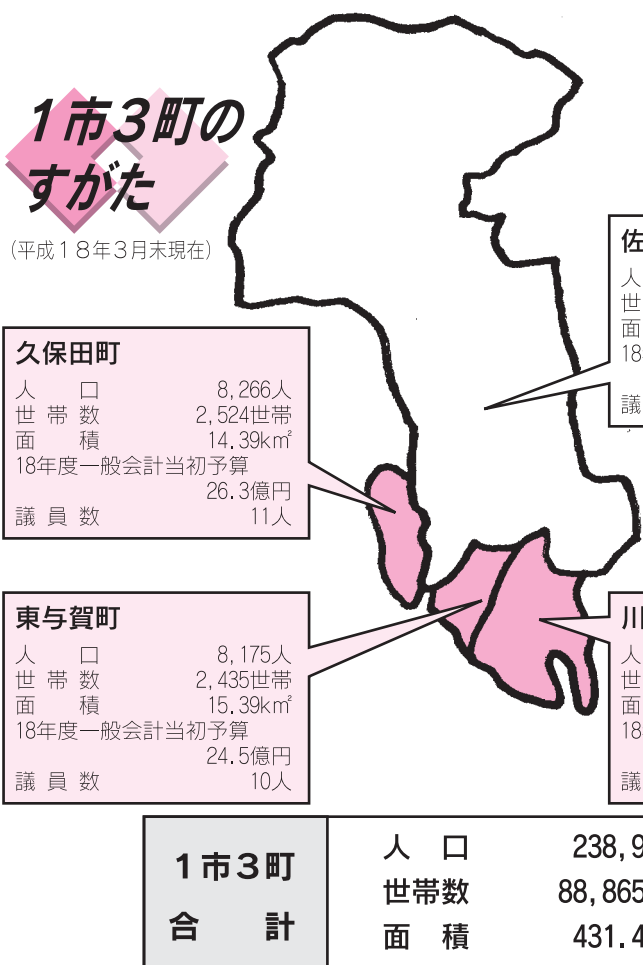 1市3町の
すがた
(平成18年3月末現在)
佐
人
世
面
18
議
久保田町
人口 8,266人
世帯数 2,524世帯
面積 14.39km²
18年度一般会計当初予算
26.3億円
議員数 11人
東与賀町
人口 8,175人
世帯数 2,435世帯
面積 15.39km²
18年度一般会計当初予算
24.5億円
議員数 10人
川
人
世
面
18
議
1市3町
合計
人口 238,9
世帯数 88,865
面積 431.4